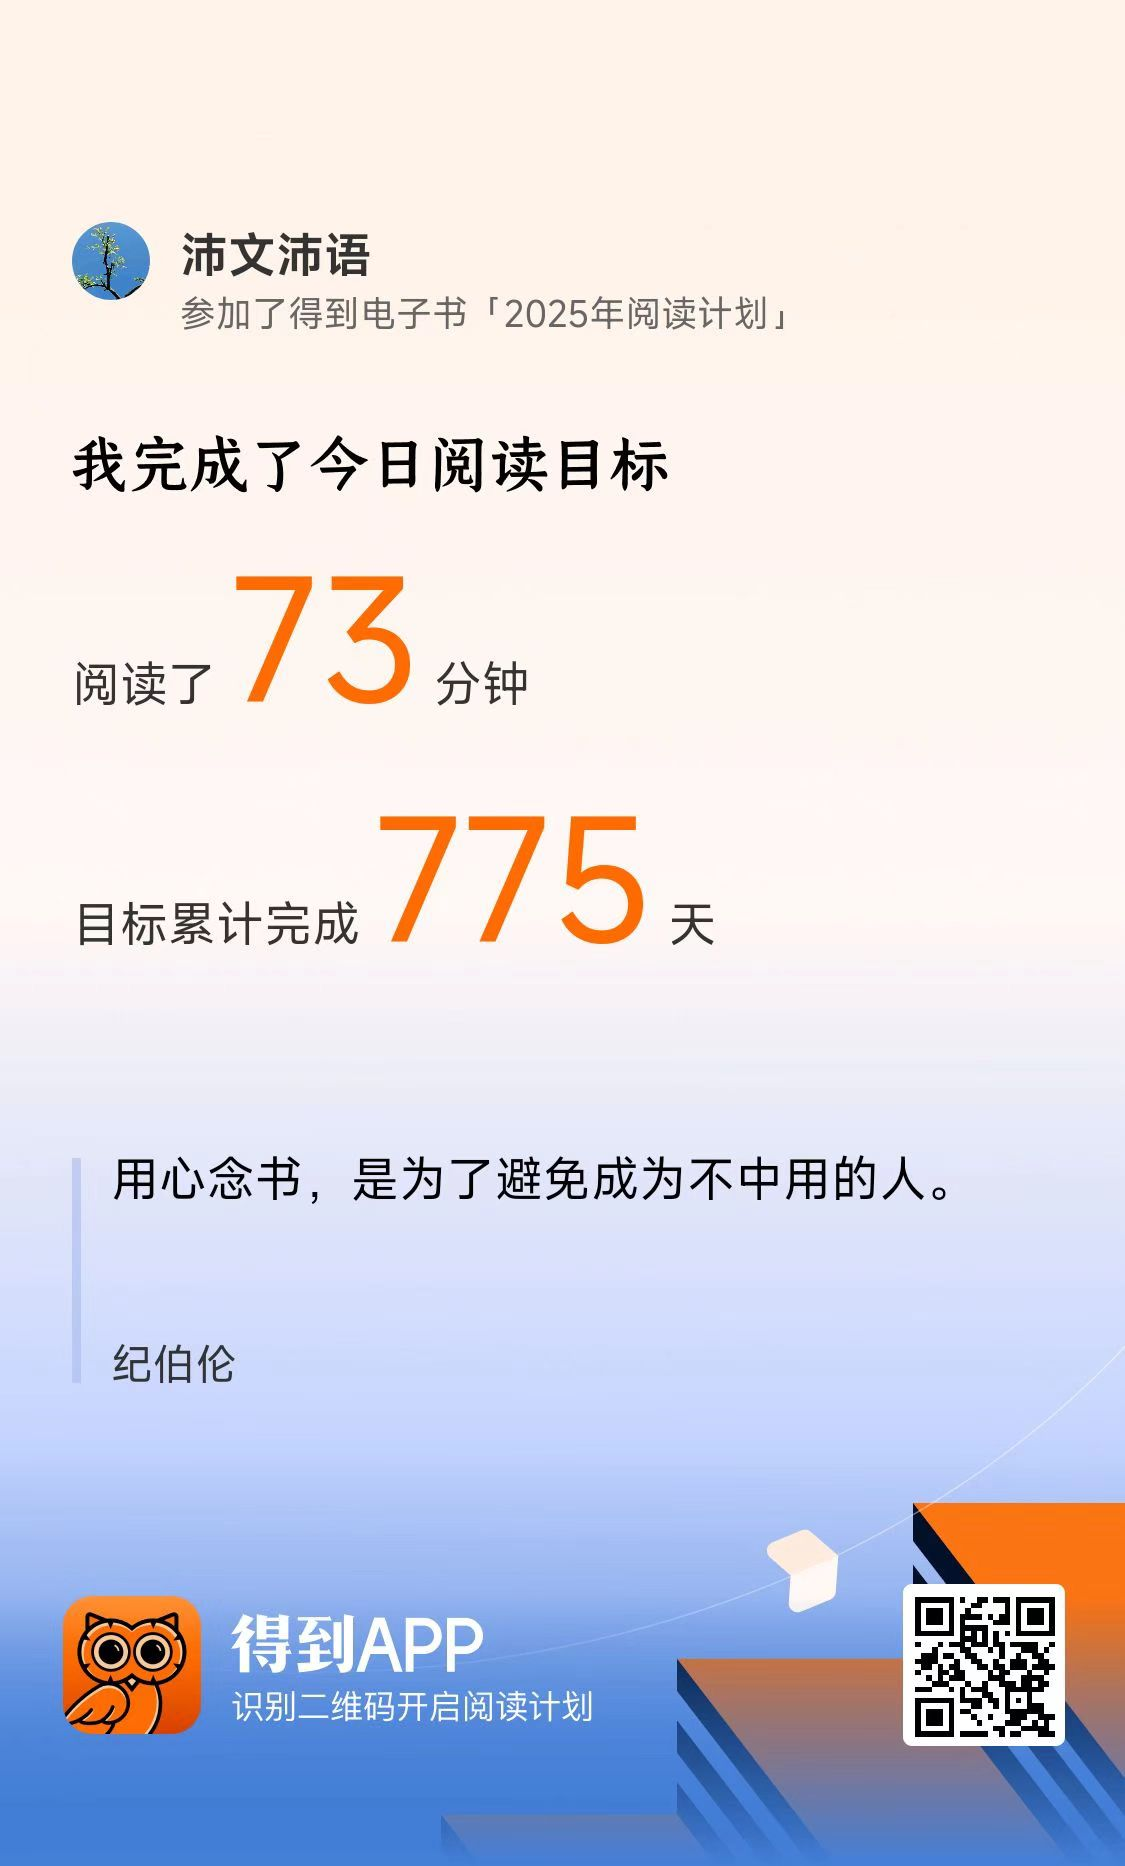 沛文沛语
参加了得到电子书「2025年阅读计划」
我完成了今日阅读目标
阅读了 73 分钟
目标累计完成 775 天
用心念书，是为了避免成为不中用的人。
纪伯伦
得到APP
识别二维码开启阅读计划